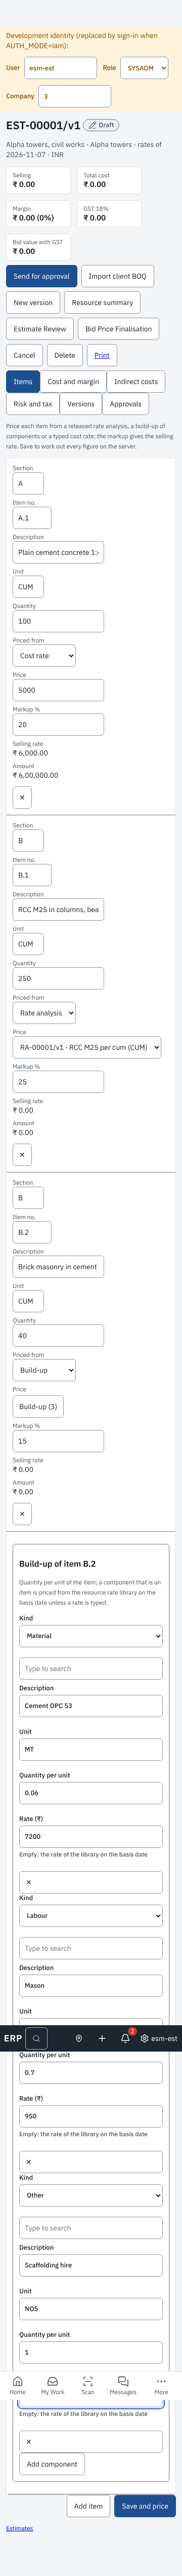 Development identity (replaced by sign-in when
AUTH_MODE=iam):
User esm-est Role SYSADM
Company 3
EST-00001/v1 Draft
Alpha towers, civil works · Alpha towers · rates of
2026-11-07 · INR
Selling
₹ 0.00
Total cost
₹ 0.00
Margin
₹ 0.00 (0%)
GST 18%
₹ 0.00
Bid value with GST
₹ 0.00
Send for approval Import client BOQ
New version Resource summary
Estimate Review Bid Price Finalisation
Cancel Delete Print
Items Cost and margin Indirect costs
Risk and tax Versions Approvals
Price each item from a released rate analysis, a build-up of
components or a typed cost rate; the markup gives the selling
rate. Save to work out every figure on the server.
Section
A
Item no.
A.1
Description
Plain cement concrete 1:
Unit
CUM
Quantity
100
Priced from
Cost rate
Price
5000
Markup %
20
Selling rate
₹ 6,000.00
Amount
₹ 6,00,000.00
×
Section
B
Item no.
B.1
Description
RCC M25 in columns, bea
Unit
CUM
Quantity
250
Priced from
Rate analysis
Price
RA-00001/v1 · RCC M25 per cum (CUM)
Markup %
25
Selling rate
₹ 0.00
Amount
₹ 0.00
×
Section
B
Item no.
B.2
Description
Brick masonry in cement
Unit
CUM
Quantity
40
Priced from
Build-up
Price
Build-up (3)
Markup %
15
Selling rate
₹ 0.00
Amount
₹ 0.00
×
Build-up of item B.2
Quantity per unit of the item; a component that is an
item is priced from the resource rate library on the
basis date unless a rate is typed.
Kind
Material
Type to search
Description
Cement OPC 53
Unit
MT
Quantity per unit
0.06
Rate (₹)
7200
Empty: the rate of the library on the basis date
×
Kind
Labour
Type to search
Description
Mason
Unit
ERP 2 esm-est
Quantity per unit
0.7
Rate (₹)
950
Empty: the rate of the library on the basis date
×
Kind
Other
Type to search
Description
Scaffolding hire
Unit
NOS
Quantity per unit
1
Home My Work Scan Messages More
Empty: the rate of the library on the basis date
×
Add component
Add item Save and price
Estimates